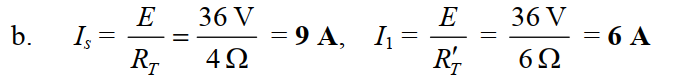 b. I_s = E / R_T = 36 V / 4 Ω = 9 A, I_1 = E / R'_T = 36 V / 6 Ω = 6 A